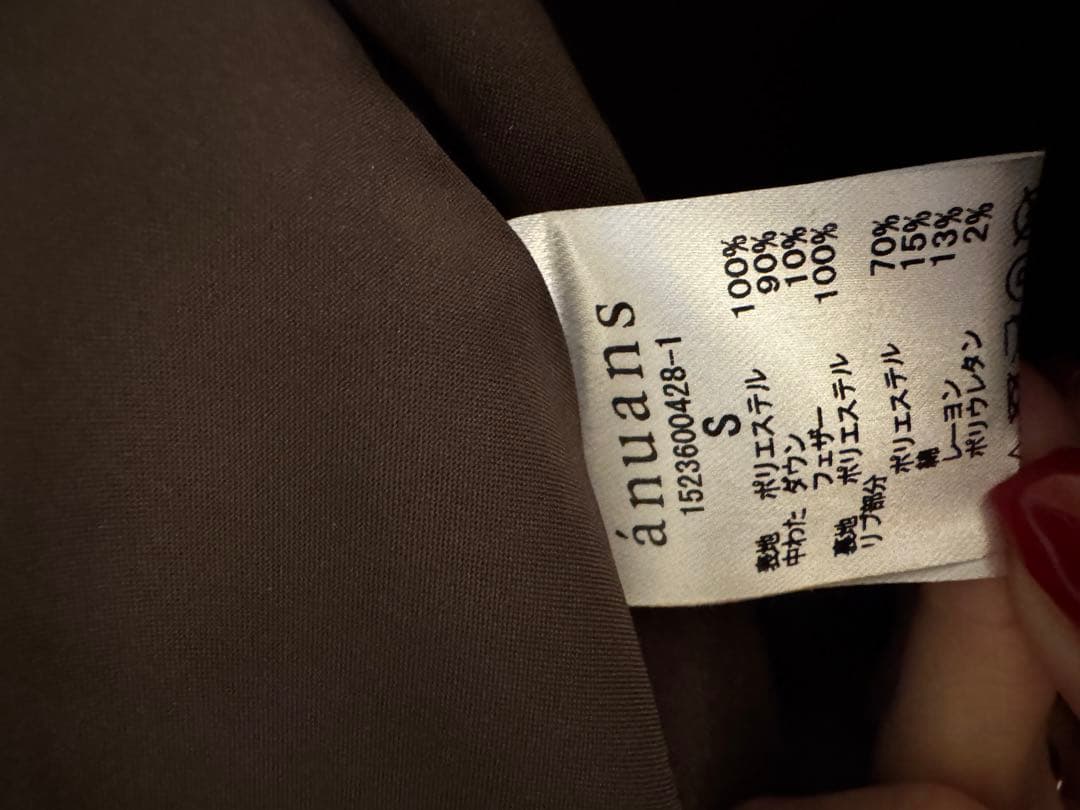 ánuans
1523600428-1
S
表地 ポリエステル 100%
中わた ダウン 90%
フェザー 10%
裏地 ポリエステル 100%
リブ部分
ポリエステル 70%
綿 15%
レーヨン 13%
ポリウレタン 2%